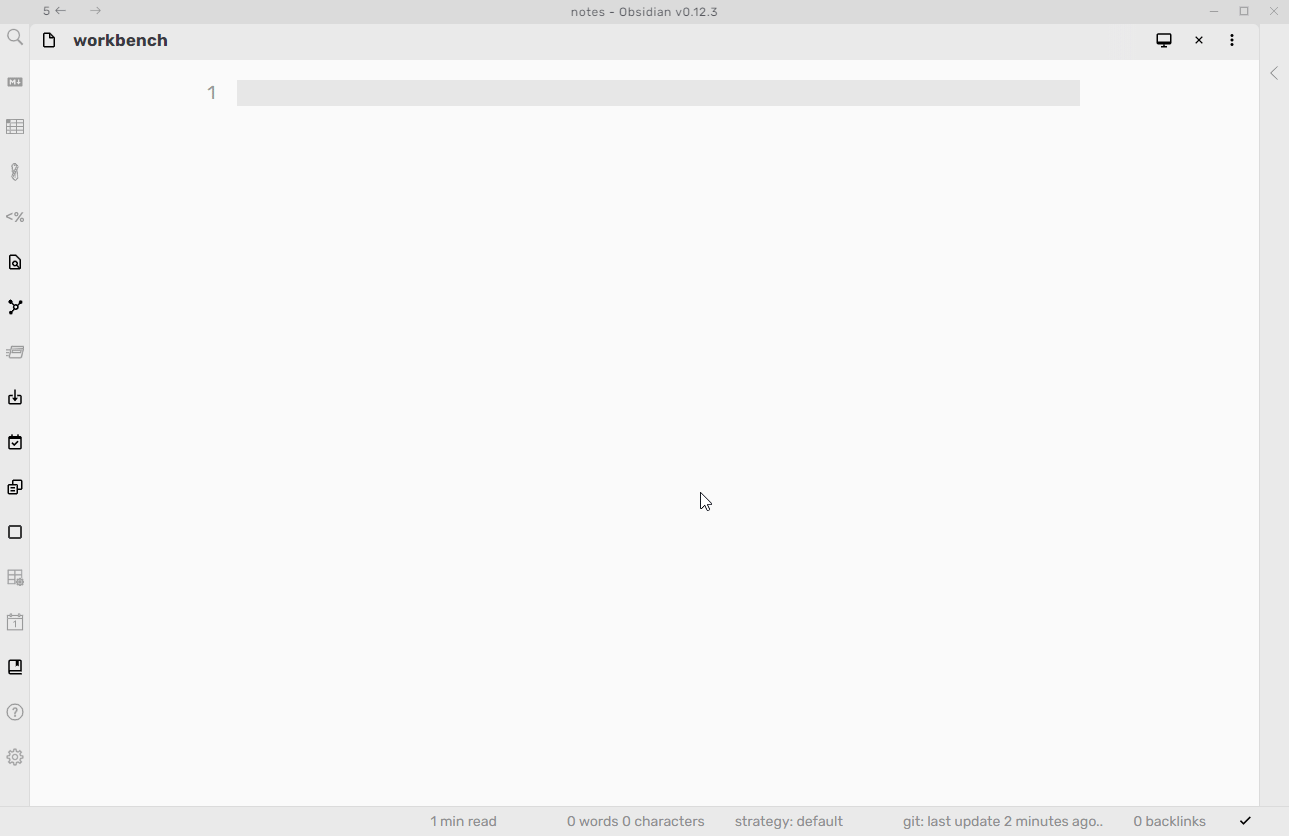 5
notes - Obsidian v0.12.3
workbench
M↓
1
<%
1
?
1 min read
0 words 0 characters
strategy: default
git: last update 2 minutes ago..
0 backlinks